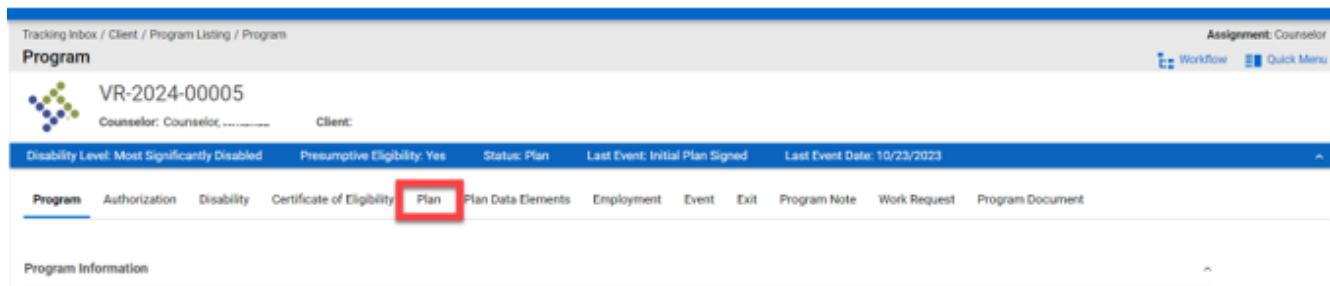 Tracking Inbox / Client / Program Listing / Program Assignment: Counselor
Program Workflow Quick Menu
VR-2024-00005
Counselor: Counselor, Client:
Disability Level: Most Significantly Disabled Presumptive Eligibility: Yes Status: Plan Last Event: Initial Plan Signed Last Event Date: 10/23/2023
Program Authorization Disability Certificate of Eligibility Plan Plan Data Elements Employment Event Exit Program Note Work Request Program Document
Program Information